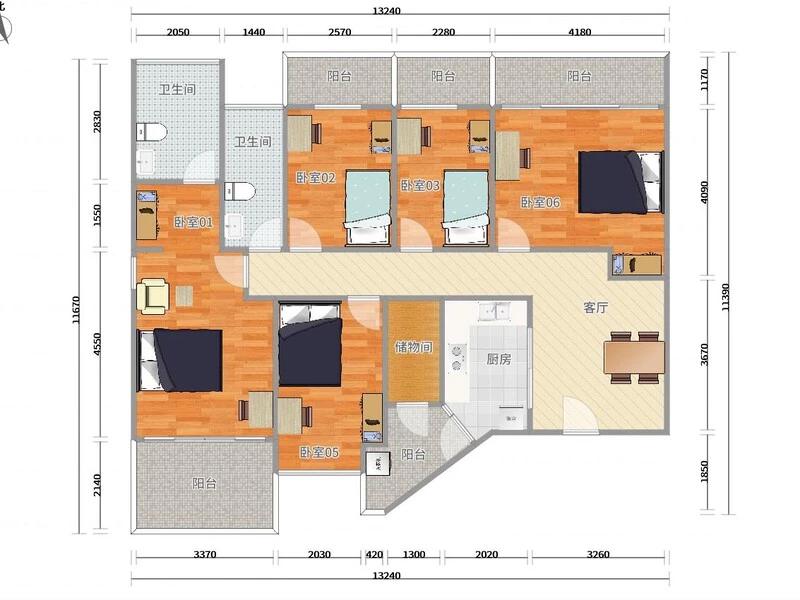 北
13240
2050
1440
2570
2280
4180
阳台
阳台
阳台
1170
2830
卫生间
卫生间
卧室02
卧室03
卧室06
4090
1550
卧室01
11670
11390
客厅
4550
储物间
厨房
3670
卧室05
阳台
阳台
2140
1850
3370
2030
420
1300
2020
3260
13240